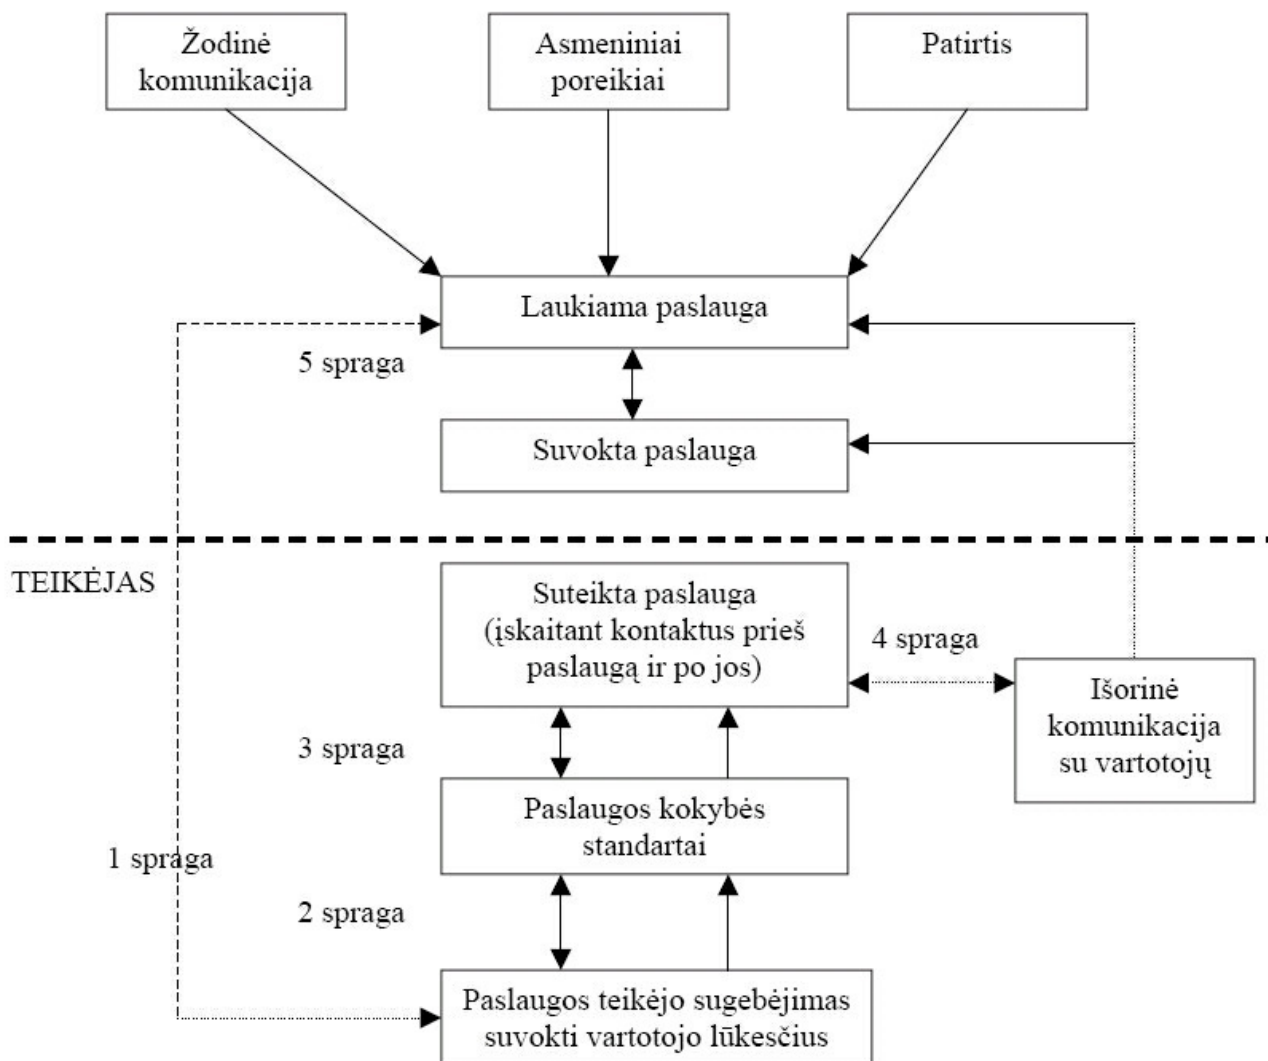 Žodinė
komunikacija
Asmeniniai
poreikiai
Patirtis
Laukiama paslauga
5 spraga
Suvokta paslauga
TEIKĖJAS
Suteikta paslauga
(įskaitant kontaktus prieš
paslaugą ir po jos)
4 spraga
Išorinė
komunikacija
su vartotojų
3 spraga
Paslaugos kokybės
standartai
1 spraga
2 spraga
Paslaugos teikėjo sugebėjimas
suvokti vartotojo lūkesčius